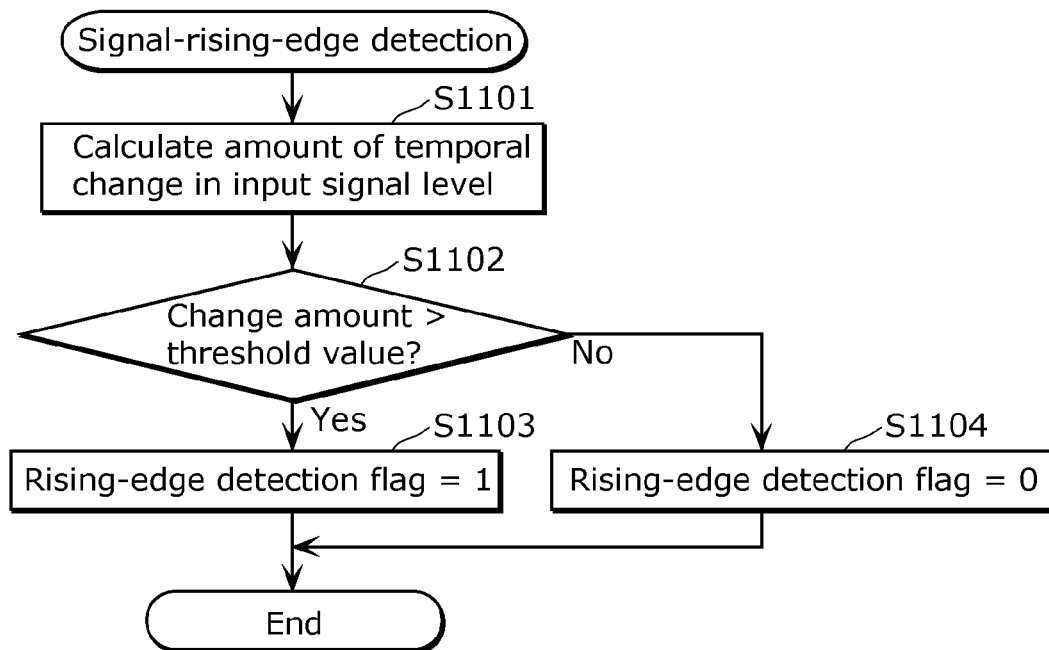 Signal-rising-edge detection
S1101
Calculate amount of temporal
change in input signal level
S1102
Change amount >
threshold value?
No
Yes
S1103
S1104
Rising-edge detection flag = 1
Rising-edge detection flag = 0
End